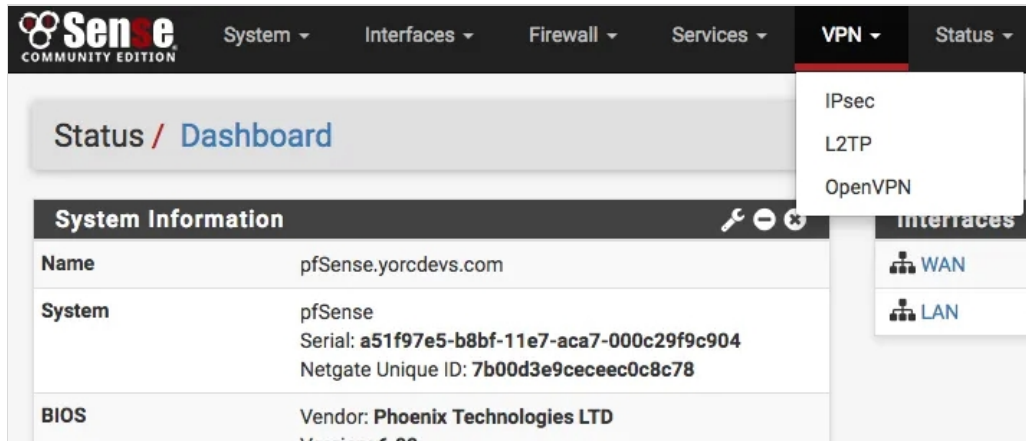 Sense
COMMUNITY EDITION
System Interfaces Firewall Services VPN Status
IPsec
L2TP
OpenVPN
Status / Dashboard
System Information
Interfaces
Name pfSense.yorcdevs.com
WAN
System pfSense
LAN
Serial: a51f97e5-b8bf-11e7-aca7-000c29f9c904
Netgate Unique ID: 7b00d3e9ceceec0c8c78
BIOS Vendor: Phoenix Technologies LTD